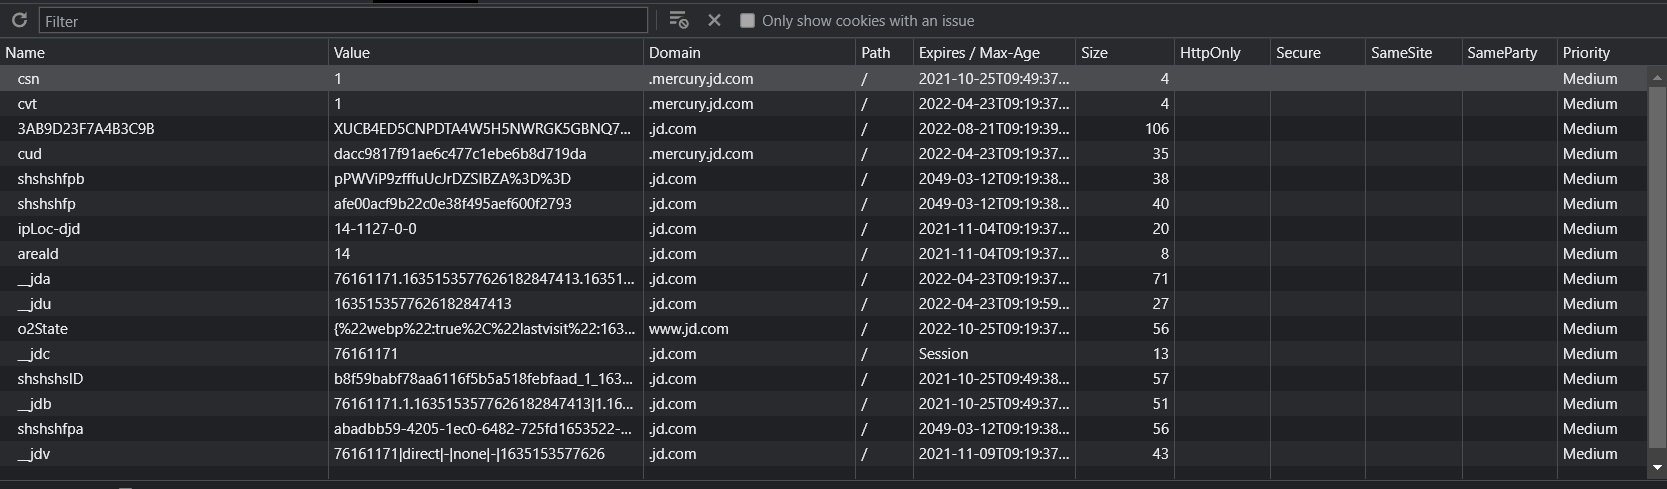 Filter Only show cookies with an issue
Name Value Domain Path Expires / Max-Age Size HttpOnly Secure SameSite SameParty Priority
csn 1 .mercury.jd.com / 2021-10-25T09:49:37... 4 Medium
cvt 1 .mercury.jd.com / 2022-04-23T09:19:37... 4 Medium
3AB9D23F7A4B3C9B XUCB4ED5CNPDTA4W5H5NWRGK5GBNQ7... .jd.com / 2022-08-21T09:19:39... 106 Medium
cud dacc9817f91ae6c477c1ebe6b8d719da .mercury.jd.com / 2022-04-23T09:19:37... 35 Medium
shshshfpb pPWViP9zfffuUcJrDZSIBZA%3D%3D .jd.com / 2049-03-12T09:19:38... 38 Medium
shshshfp afe00acf9b22c0e38f495aef600f2793 .jd.com / 2049-03-12T09:19:38... 40 Medium
ipLoc-djd 14-1127-0-0 .jd.com / 2021-11-04T09:19:37... 20 Medium
areaId 14 .jd.com / 2021-11-04T09:19:37... 8 Medium
__jda 76161171.1635153577626182847413.16351... .jd.com / 2022-04-23T09:19:37... 71 Medium
__jdu 1635153577626182847413 .jd.com / 2022-04-23T09:19:59... 27 Medium
o2State {%22webp%22:true%2C%22lastvisit%22:163... www.jd.com / 2022-10-25T09:19:37... 56 Medium
__jdc 76161171 .jd.com / Session 13 Medium
shshshsID b8f59babf78aa6116f5b5a518febfaad_1_163... .jd.com / 2021-10-25T09:49:38... 57 Medium
__jdb 76161171.1.1635153577626182847413|1.16... .jd.com / 2021-10-25T09:49:37... 51 Medium
shshshfpa abadbb59-4205-1ec0-6482-725fd1653522-... .jd.com / 2049-03-12T09:19:38... 56 Medium
__jdv 76161171|direct|-|none|-|1635153577626 .jd.com / 2021-11-09T09:19:37... 43 Medium